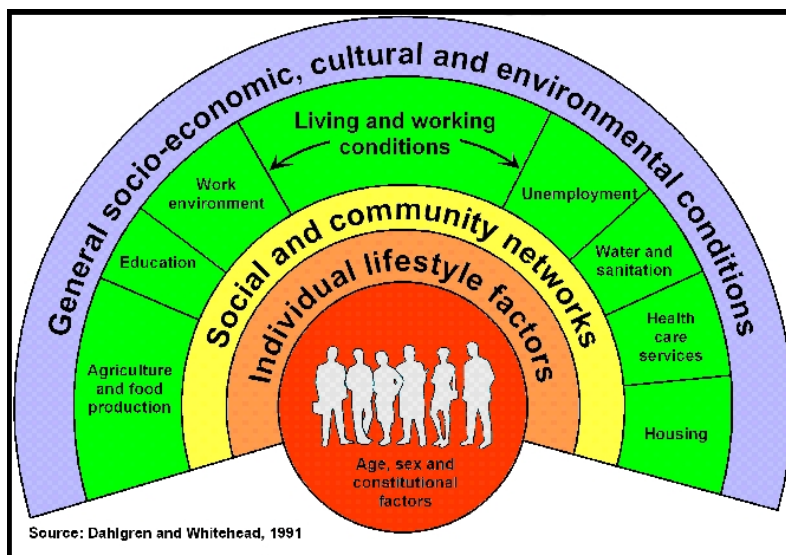 General socio-economic, cultural and environmental conditions
Living and working
conditions
Work
environment
Unemployment
Education
Water and
sanitation
Agriculture
and food
production
Health
care
services
Housing
Social and community networks
Individual lifestyle factors
Age, sex and
constitutional
factors
Source: Dahlgren and Whitehead, 1991